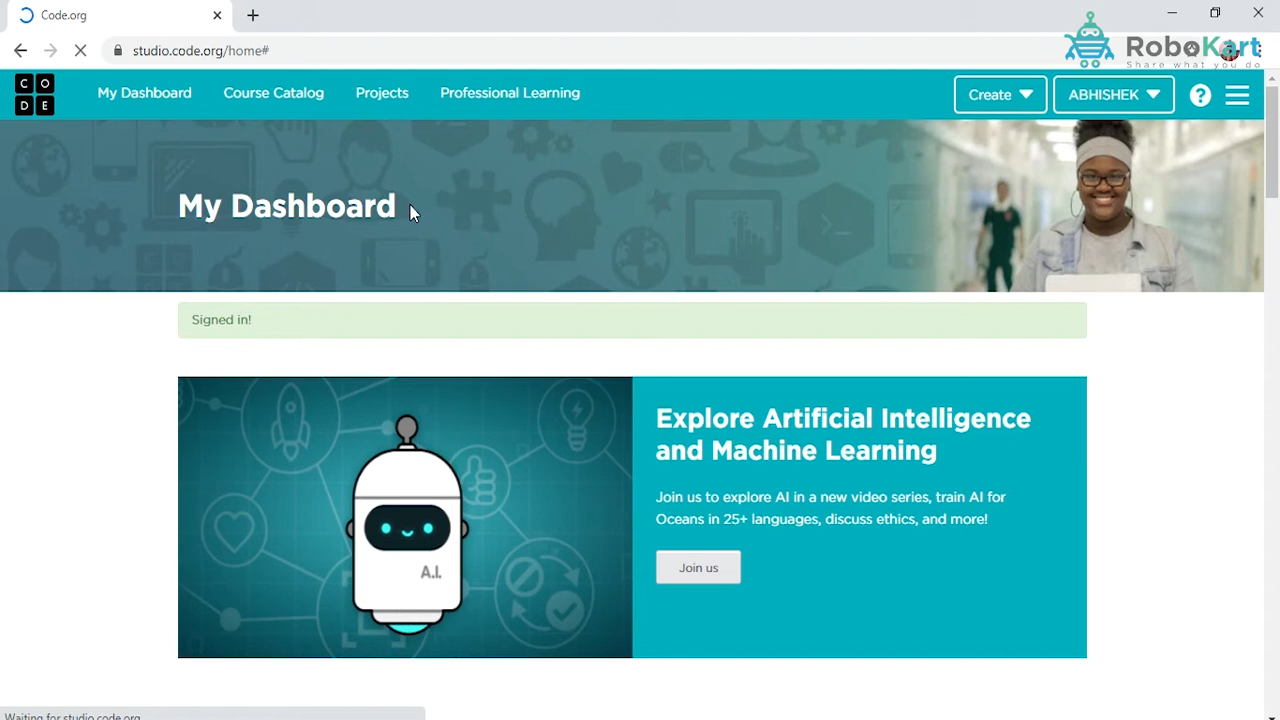 Code.org
studio.code.org/home#
RoboKart
Share what you do
C O
D E
My Dashboard
Course Catalog
Projects
Professional Learning
Create
ABHISHEK
?
My Dashboard
Signed in!
A.I.
Explore Artificial Intelligence
and Machine Learning
Join us to explore AI in a new video series, train AI for
Oceans in 25+ languages, discuss ethics, and more!
Join us
Waiting for studio.code.org